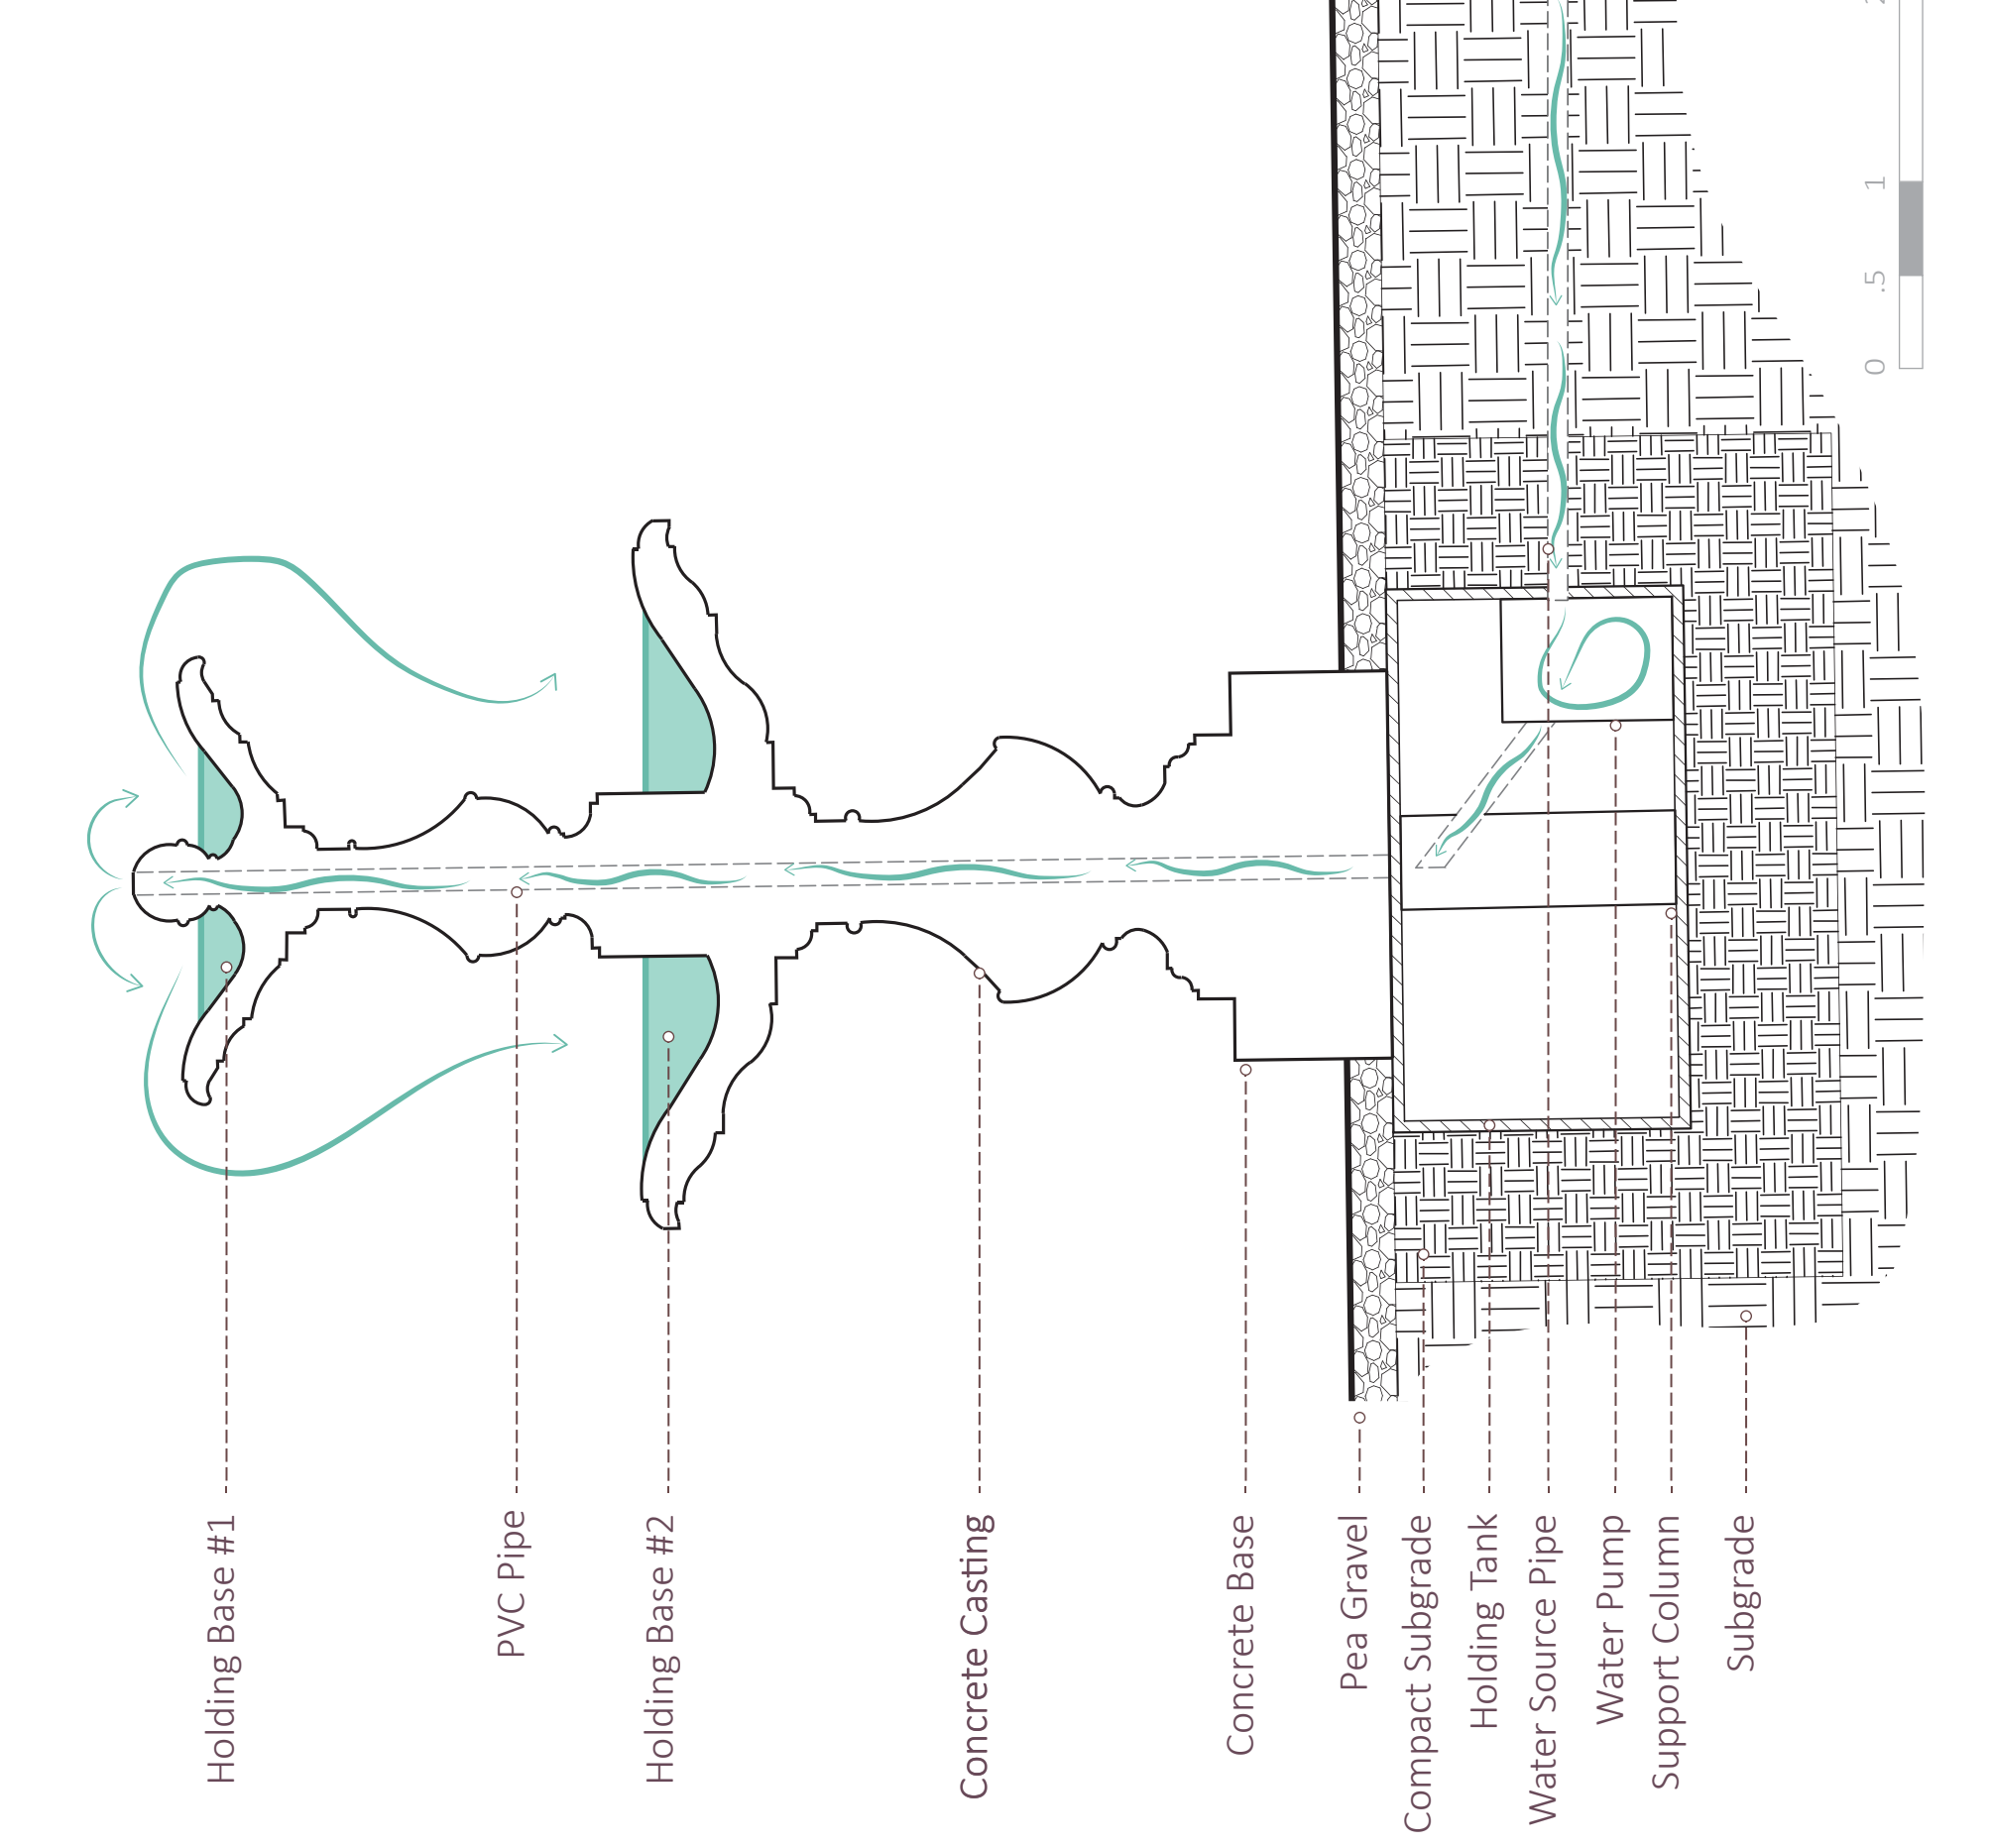 Holding Base #1
PVC Pipe
Holding Base #2
Concrete Casting
Concrete Base
Pea Gravel
Compact Subgrade
Holding Tank
Water Source Pipe
Water Pump
Support Column
Subgrade
0
.5
1